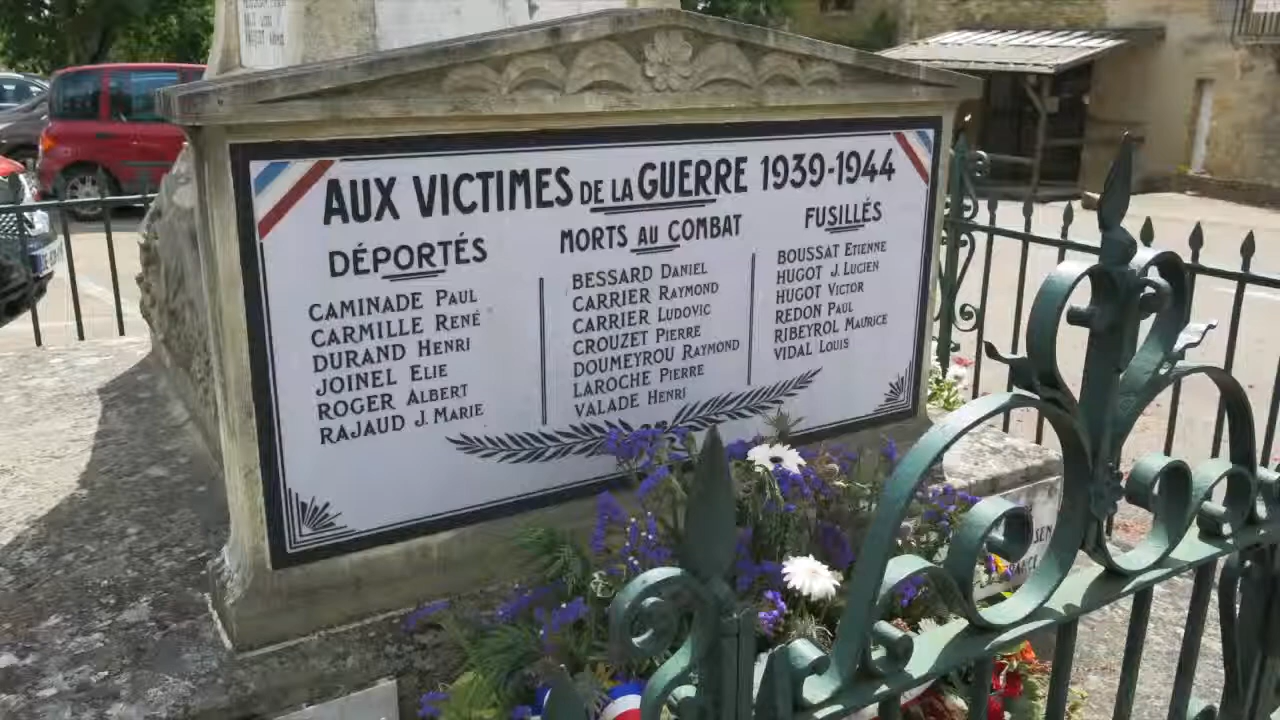 AUX VICTIMES DE LA GUERRE 1939-1944
DÉPORTÉS
CAMINADE PAUL
CARMILLE RENÉ
DURAND HENRI
JOINEL ELIE
ROGER ALBERT
RAJAUD J. MARIE
MORTS AU COMBAT
BESSARD DANIEL
CARRIER RAYMOND
CARRIER LUDOVIC
CROUZET PIERRE
DOUMEYROU RAYMOND
LAROCHE PIERRE
VALADE HENRI
FUSILLÉS
BOUSSAT ETIENNE
HUGOT J. LUCIEN
HUGOT VICTOR
REDON PAUL
RIBEYROL MAURICE
VIDAL LOUIS